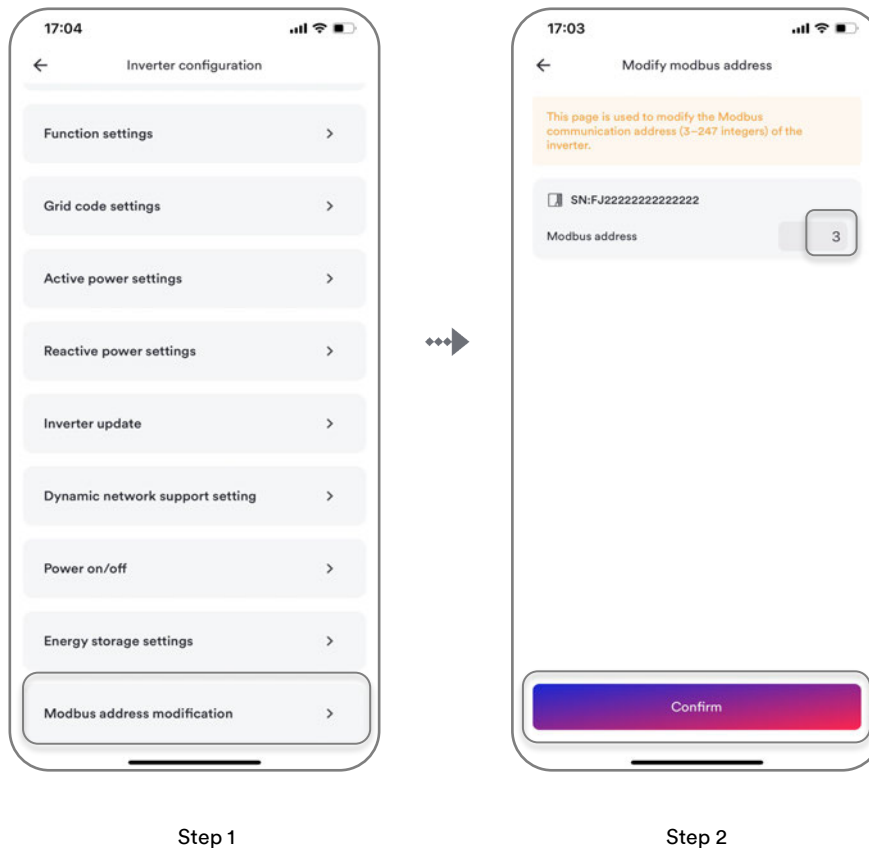 17:04
Inverter configuration
Function settings
Grid code settings
Active power settings
Reactive power settings
Inverter update
Dynamic network support setting
Power on/off
Energy storage settings
Modbus address modification
Step 1
17:03
Modify modbus address
This page is used to modify the Modbus
communication address (3–247 integers) of the
inverter.
SN:FJ22222222222222
Modbus address 3
Confirm
Step 2